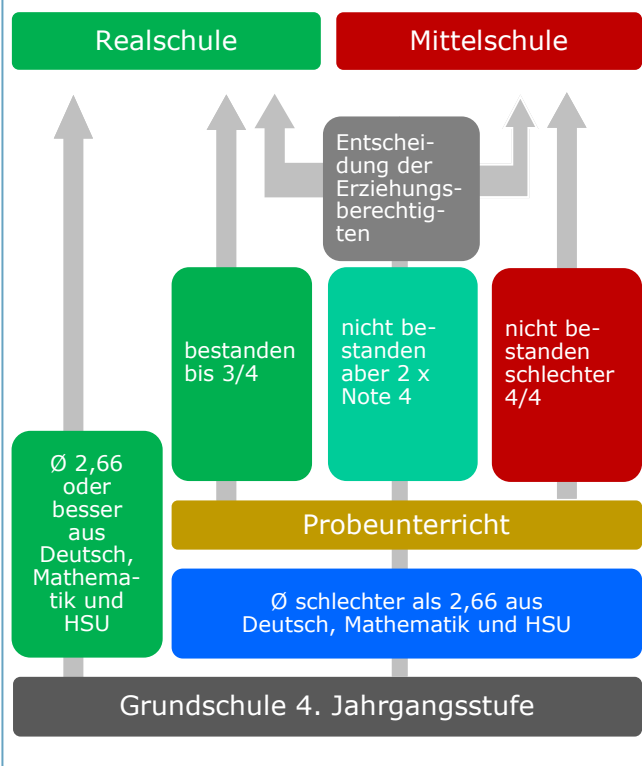 Realschule
Mittelschule
Entschei-
dung der
Erziehungs-
berechtig-
ten
bestanden
bis 3/4
nicht be-
standen
aber 2 x
Note 4
nicht be-
standen
schlechter
4/4
Ø 2,66
oder
besser
aus
Deutsch,
Mathema-
tik und
HSU
Probeunterricht
Ø schlechter als 2,66 aus
Deutsch, Mathematik und HSU
Grundschule 4. Jahrgangsstufe